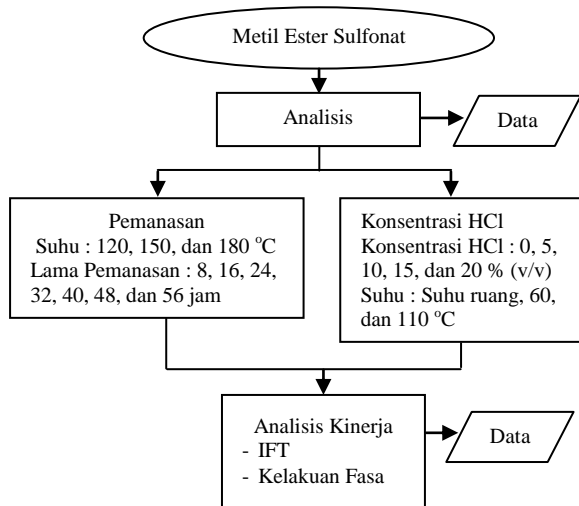 Metil Ester Sulfonat
Analisis
Data
Pemanasan
Suhu : 120, 150, dan 180 °C
Lama Pemanasan : 8, 16, 24,
32, 40, 48, dan 56 jam
Konsentrasi HCl
Konsentrasi HCl : 0, 5,
10, 15, dan 20 % (v/v)
Suhu : Suhu ruang, 60,
dan 110 °C
Analisis Kinerja
- IFT
- Kelakuan Fasa
Data